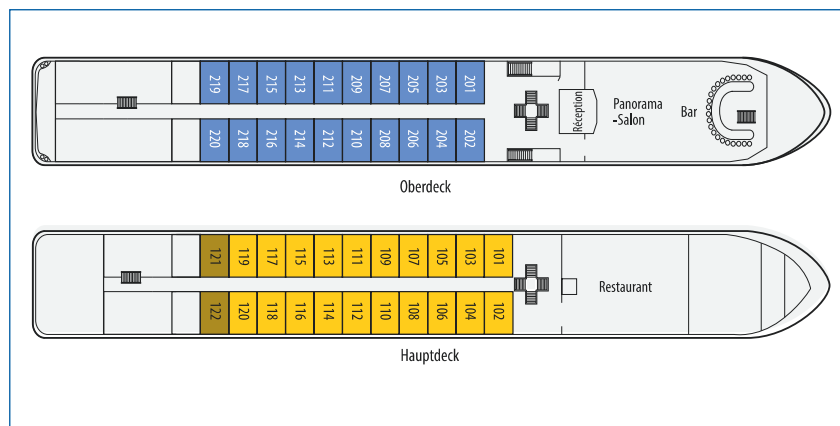 219 217 215 213 211 209 207 205 203 201
Réception
Panorama
-Salon
Bar
220 218 216 214 212 210 208 206 204 202
Oberdeck
121 119 117 115 113 111 109 107 105 103 101
Restaurant
122 120 118 116 114 112 110 108 106 104 102
Hauptdeck